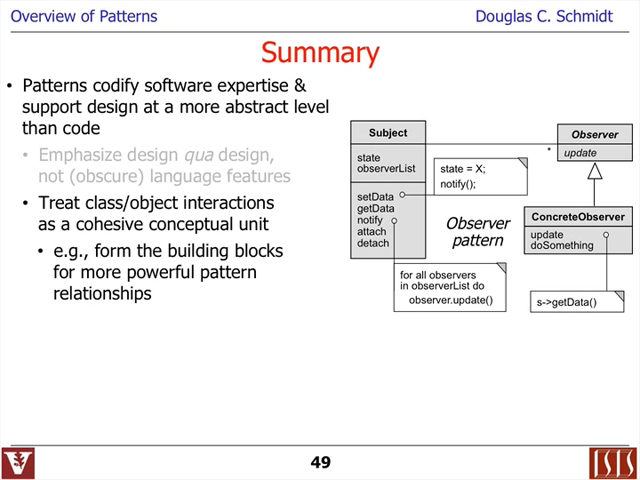 Overview of Patterns
Douglas C. Schmidt
Summary
• Patterns codify software expertise &
support design at a more abstract level
than code
• Emphasize design qua design,
not (obscure) language features
• Treat class/object interactions
as a cohesive conceptual unit
• e.g., form the building blocks
for more powerful pattern
relationships
Subject
state
observerList
setData
getData
notify
attach
detach
state = X;
notify();
for all observers
in observerList do
observer.update()
Observer
pattern
*
Observer
update
ConcreteObserver
update
doSomething
s->getData()
49
V
ISIS